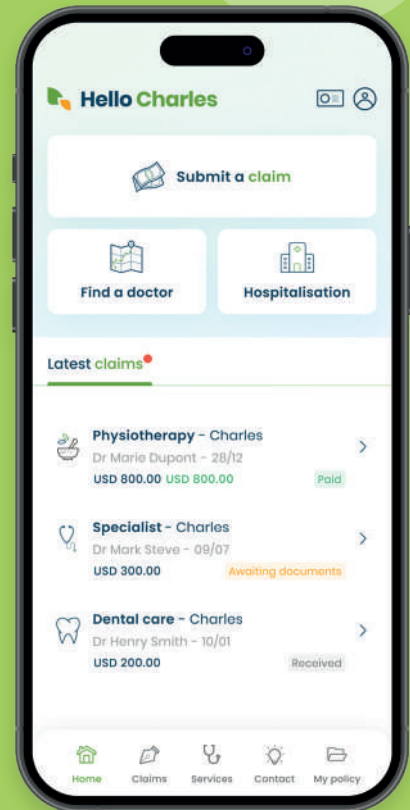 Hello Charles
Submit a claim
Find a doctor
Hospitalisation
Latest claims
Physiotherapy - Charles
Dr Marie Dupont - 28/12
USD 800.00 USD 800.00
Paid
Specialist - Charles
Dr Mark Steve - 09/07
USD 300.00
Awaiting documents
Dental care - Charles
Dr Henry Smith - 10/01
USD 200.00
Received
Home
Claims
Services
Contact
My policy